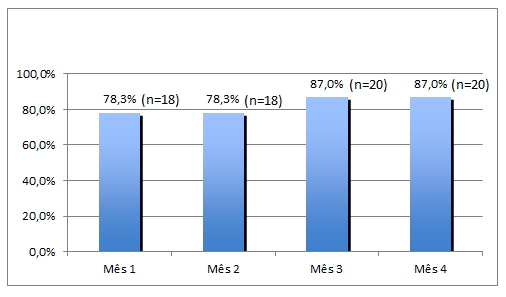 100,0%
80,0%
60,0%
40,0%
20,0%
0,0%
78,3% (n=18)
78,3% (n=18)
87,0% (n=20)
87,0% (n=20)
Mês 1
Mês 2
Mês 3
Mês 4